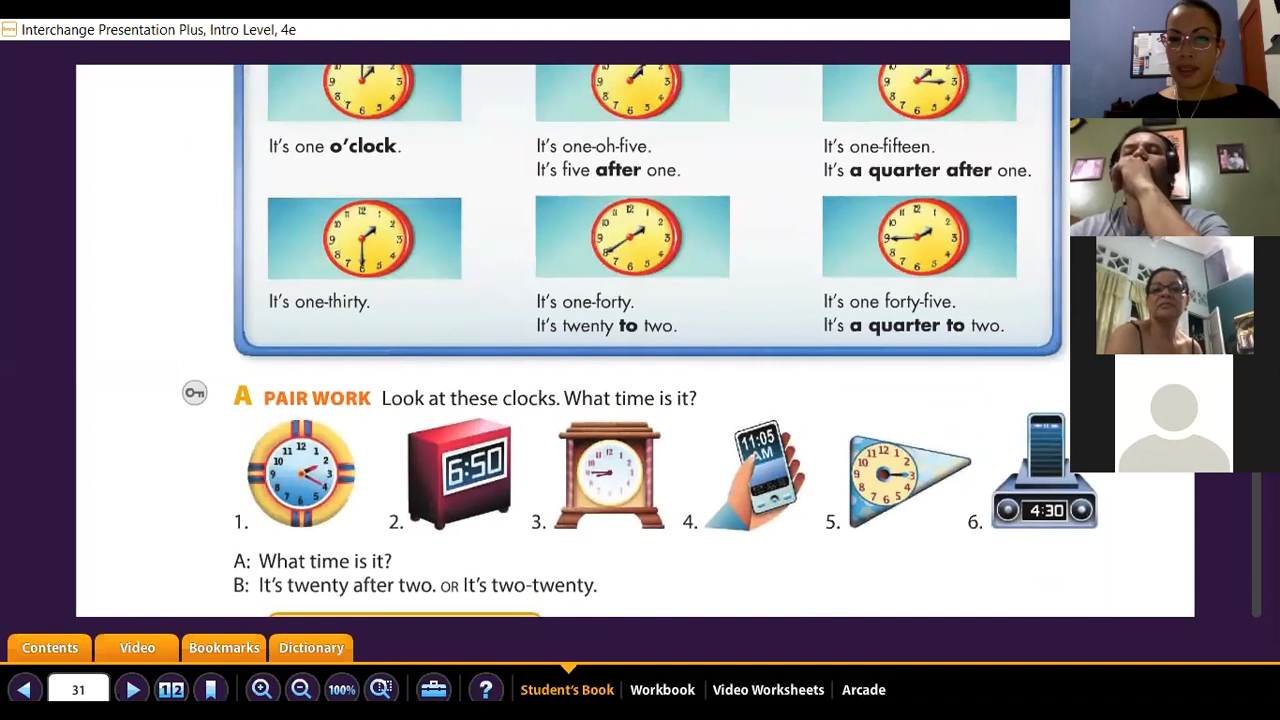 Interchange Presentation Plus, Intro Level, 4e
It's one o'clock.
It's one-oh-five.
It's five after one.
It's one-fifteen.
It's a quarter after one.
It's one-thirty.
It's one-forty.
It's twenty to two.
It's one forty-five.
It's a quarter to two.
A PAIR WORK Look at these clocks. What time is it?
6:50
11:05
AM
4:30
1. 2. 3. 4. 5. 6.
A: What time is it?
B: It's twenty after two. OR It's two-twenty.
Contents Video Bookmarks Dictionary
31 1 2 100% ? Student's Book Workbook Video Worksheets Arcade